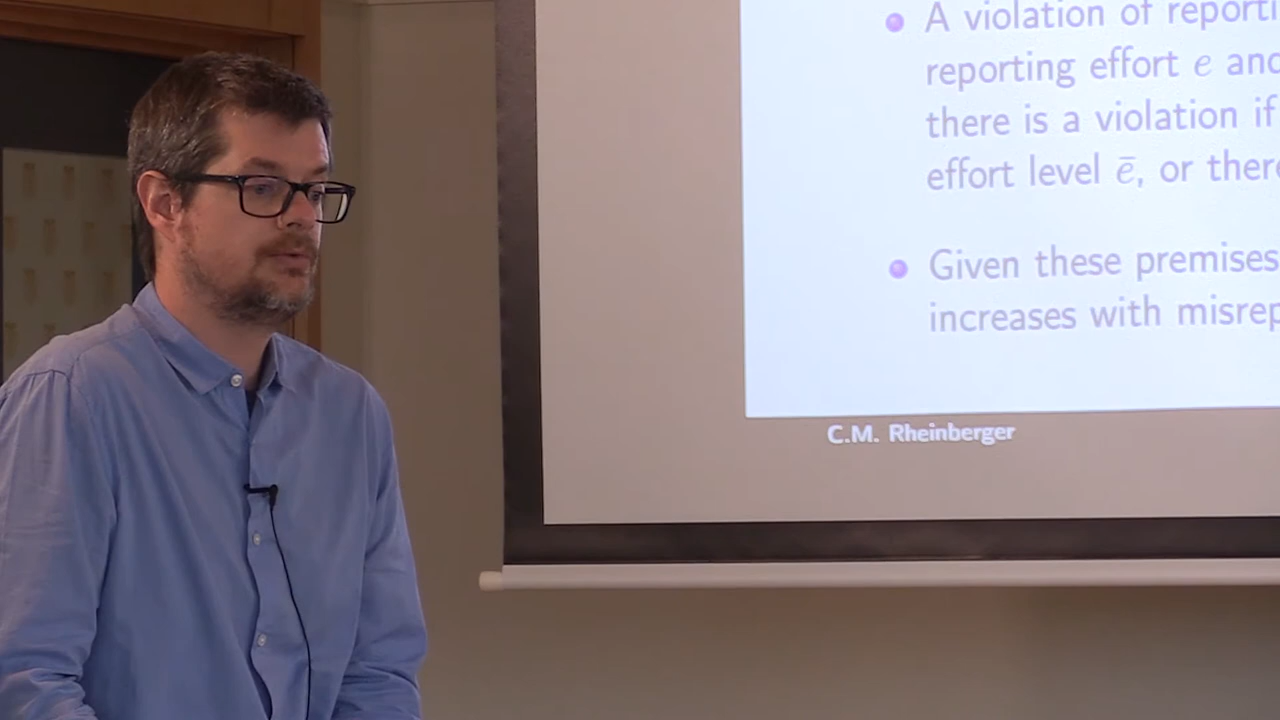 A violation of reporti
reporting effort e and
there is a violation if
effort level ē, or there
Given these premises
increases with misrep
C.M. Rheinberger